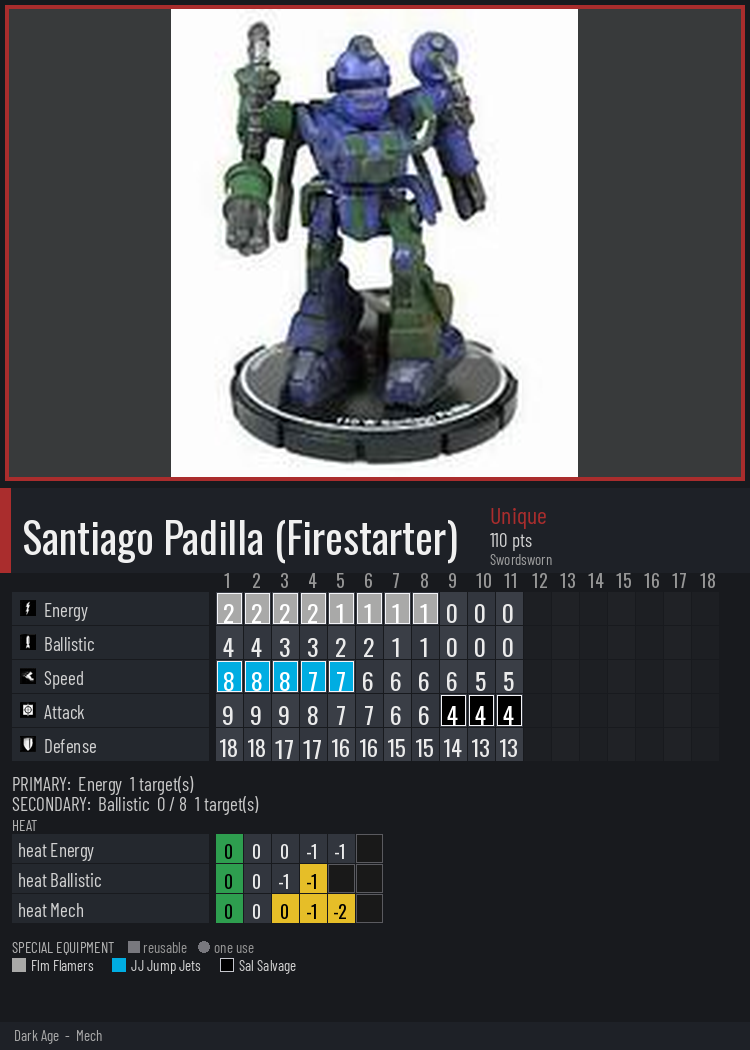 Santiago Padilla (Firestarter)
Unique
110 pts
Swordsworn
1 2 3 4 5 6 7 8 9 10 11 12 13 14 15 16 17 18
Energy 2 2 2 2 1 1 1 1 0 0 0
Ballistic 4 4 3 3 2 2 1 1 0 0 0
Speed 8 8 8 7 7 6 6 6 6 5 5
Attack 9 9 9 8 7 7 6 6 4 4 4
Defense 18 18 17 17 16 16 15 15 14 13 13
PRIMARY: Energy 1 target(s)
SECONDARY: Ballistic 0 / 8 1 target(s)
HEAT
heat Energy 0 0 0 -1 -1
heat Ballistic 0 0 -1 -1
heat Mech 0 0 0 -1 -2
SPECIAL EQUIPMENT reusable one use
Flm Flamers JJ Jump Jets Sal Salvage
Dark Age - Mech